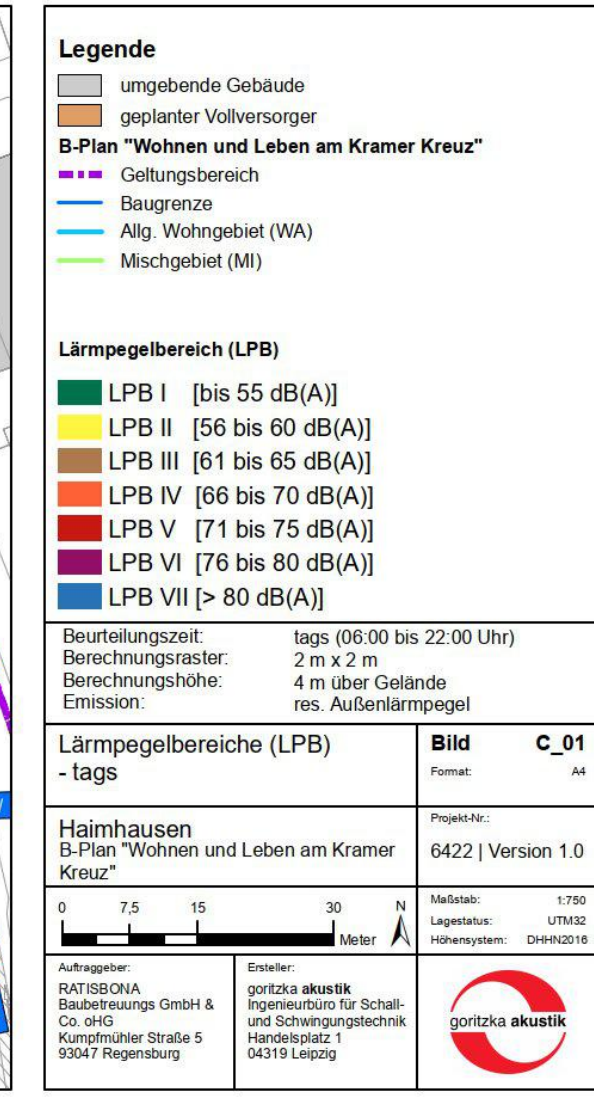 Legende
umgebende Gebäude
geplanter Vollversorger
B-Plan "Wohnen und Leben am Kramer Kreuz"
Geltungsbereich
Baugrenze
Allg. Wohngebiet (WA)
Mischgebiet (MI)
Lärmpegelbereich (LPB)
LPB I [bis 55 dB(A)]
LPB II [56 bis 60 dB(A)]
LPB III [61 bis 65 dB(A)]
LPB IV [66 bis 70 dB(A)]
LPB V [71 bis 75 dB(A)]
LPB VI [76 bis 80 dB(A)]
LPB VII [> 80 dB(A)]
Beurteilungszeit: tags (06:00 bis 22:00 Uhr)
Berechnungsraster: 2 m x 2 m
Berechnungshöhe: 4 m über Gelände
Emission: res. Außenlärmpegel
Lärmpegelbereiche (LPB)
- tags
Bild C_01
Format: A4
Haimhausen
B-Plan "Wohnen und Leben am Kramer
Kreuz"
Projekt-Nr.:
6422 | Version 1.0
0 7,5 15 30 N
Meter
Maßstab: 1:750
Lagestatus: UTM32
Höhensystem: DHHN2016
Auftraggeber:
RATISBONA
Baubetreuungs GmbH &
Co. oHG
Kumpfmühler Straße 5
93047 Regensburg
Ersteller:
goritzka akustik
Ingenieurbüro für Schall-
und Schwingungstechnik
Handelsplatz 1
04319 Leipzig
goritzka akustik